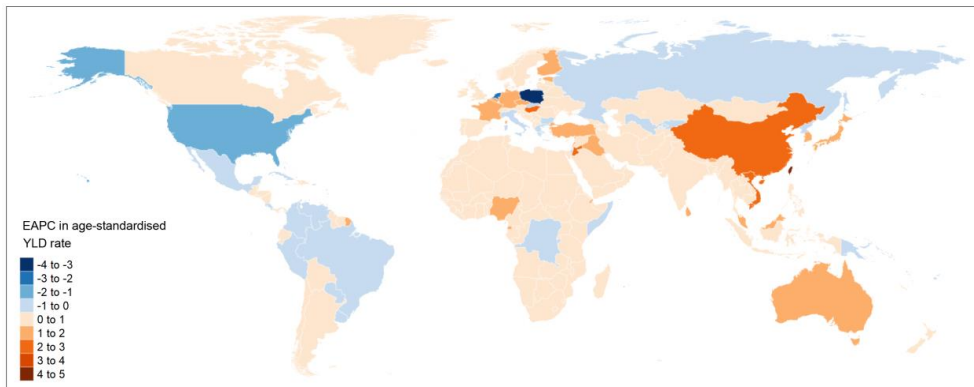 EAPC in age-standardised
YLD rate
-4 to -3
-3 to -2
-2 to -1
-1 to 0
0 to 1
1 to 2
2 to 3
3 to 4
4 to 5